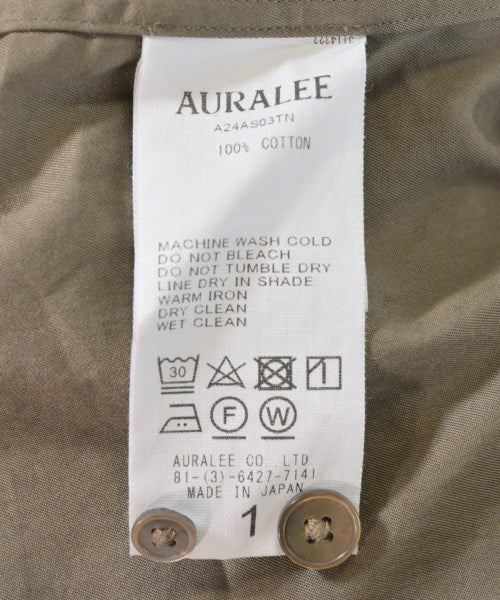 AURALEE
A24AS03TN
100% COTTON
MACHINE WASH COLD
DO NOT BLEACH
DO NOT TUMBLE DRY
LINE DRY IN SHADE
WARM IRON
DRY CLEAN
WET CLEAN
30
F W
AURALEE CO. LTD
81-(3)-6427-7141
MADE IN JAPAN
1